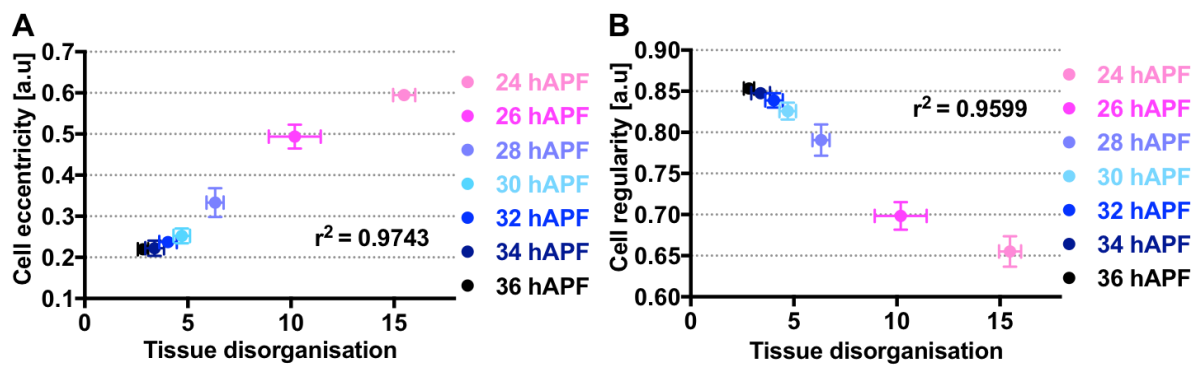 A
Cell eccentricity [a.u]
0.7
0.6
0.5
0.4
0.3
0.2
0.1
0
5
10
15
Tissue disorganisation
r² = 0.9743
24 hAPF
26 hAPF
28 hAPF
30 hAPF
32 hAPF
34 hAPF
36 hAPF
B
Cell regularity [a.u]
0.90
0.85
0.80
0.75
0.70
0.65
0.60
0
5
10
15
Tissue disorganisation
r² = 0.9599
24 hAPF
26 hAPF
28 hAPF
30 hAPF
32 hAPF
34 hAPF
36 hAPF